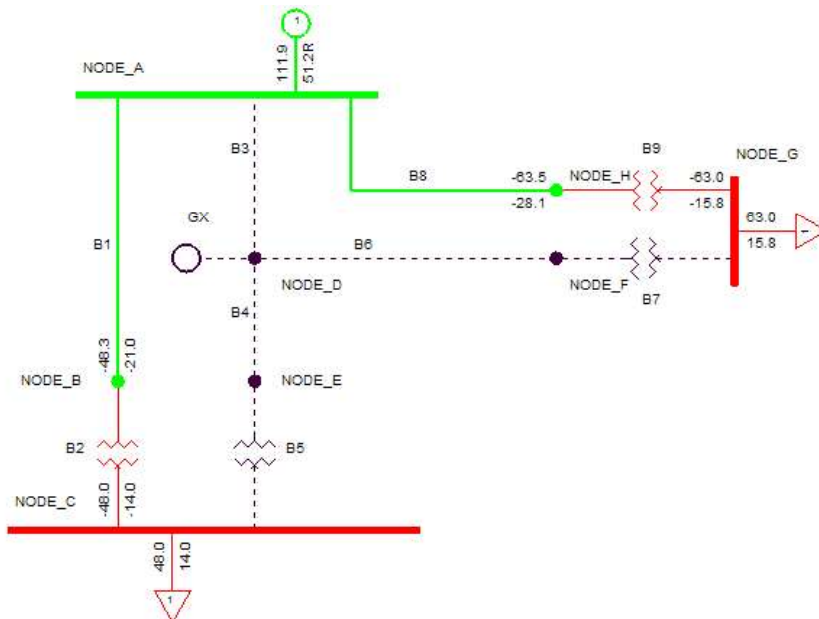 1
111.9
51.2R
NODE_A
B3
B9
NODE_G
B8
-63.5
NODE_H
-63.0
-28.1
-15.8
GX
63.0
1
B1
B6
15.8
NODE_D
NODE_F
B4
B7
-48.3
-21.0
NODE_B
NODE_E
B2
B5
-48.0
-14.0
NODE_C
48.0
14.0
1